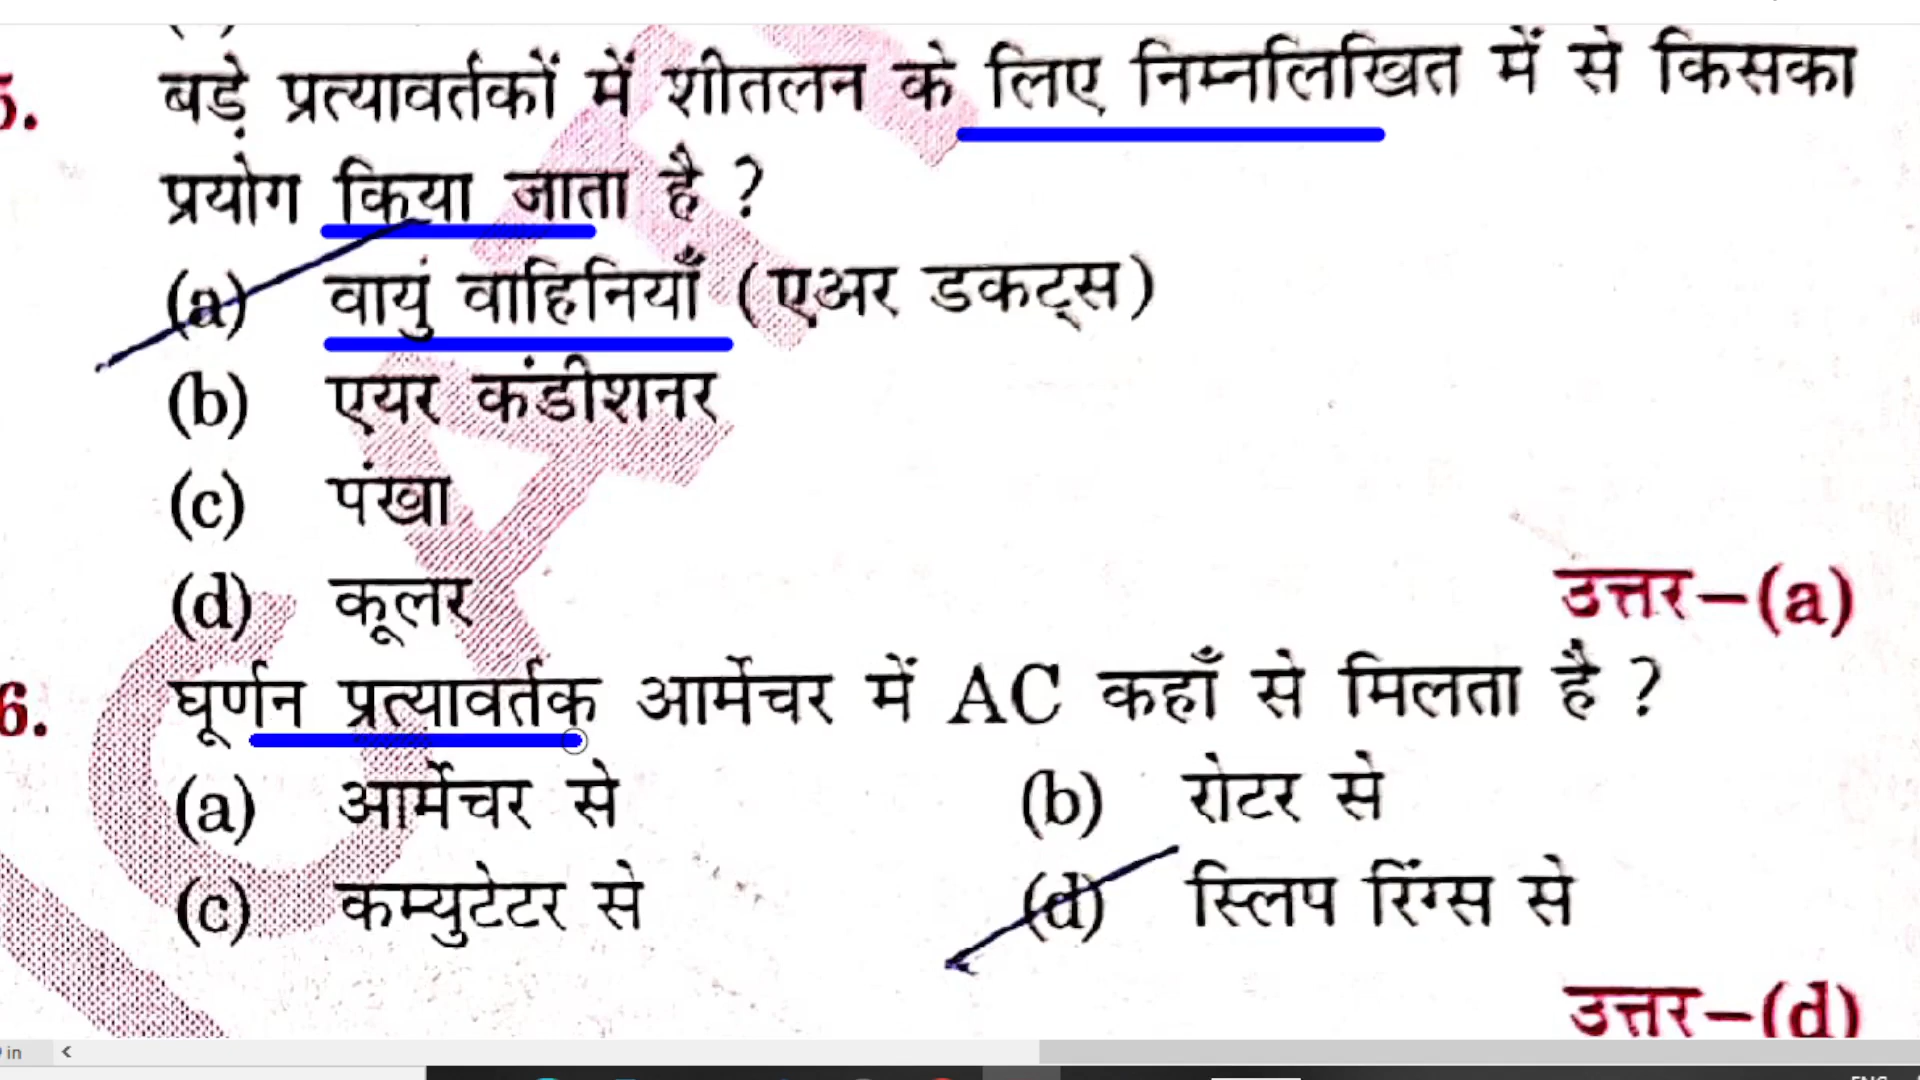 5. बड़े प्रत्यावर्तकों में शीतलन के लिए निम्नलिखित में से किसका
प्रयोग किया जाता है ?
(a) वायुं वाहिनियाँ (एअर डकट्स)
(b) एयर कंडीशनर
(c) पंखा
(d) कूलर
उत्तर–(a)
6. घूर्णन प्रत्यावर्तक आर्मेचर में AC कहाँ से मिलता है ?
(a) आर्मेचर से (b) रोटर से
(c) कम्युटेटर से (d) स्लिप रिंग्स से
उत्तर–(d)
in